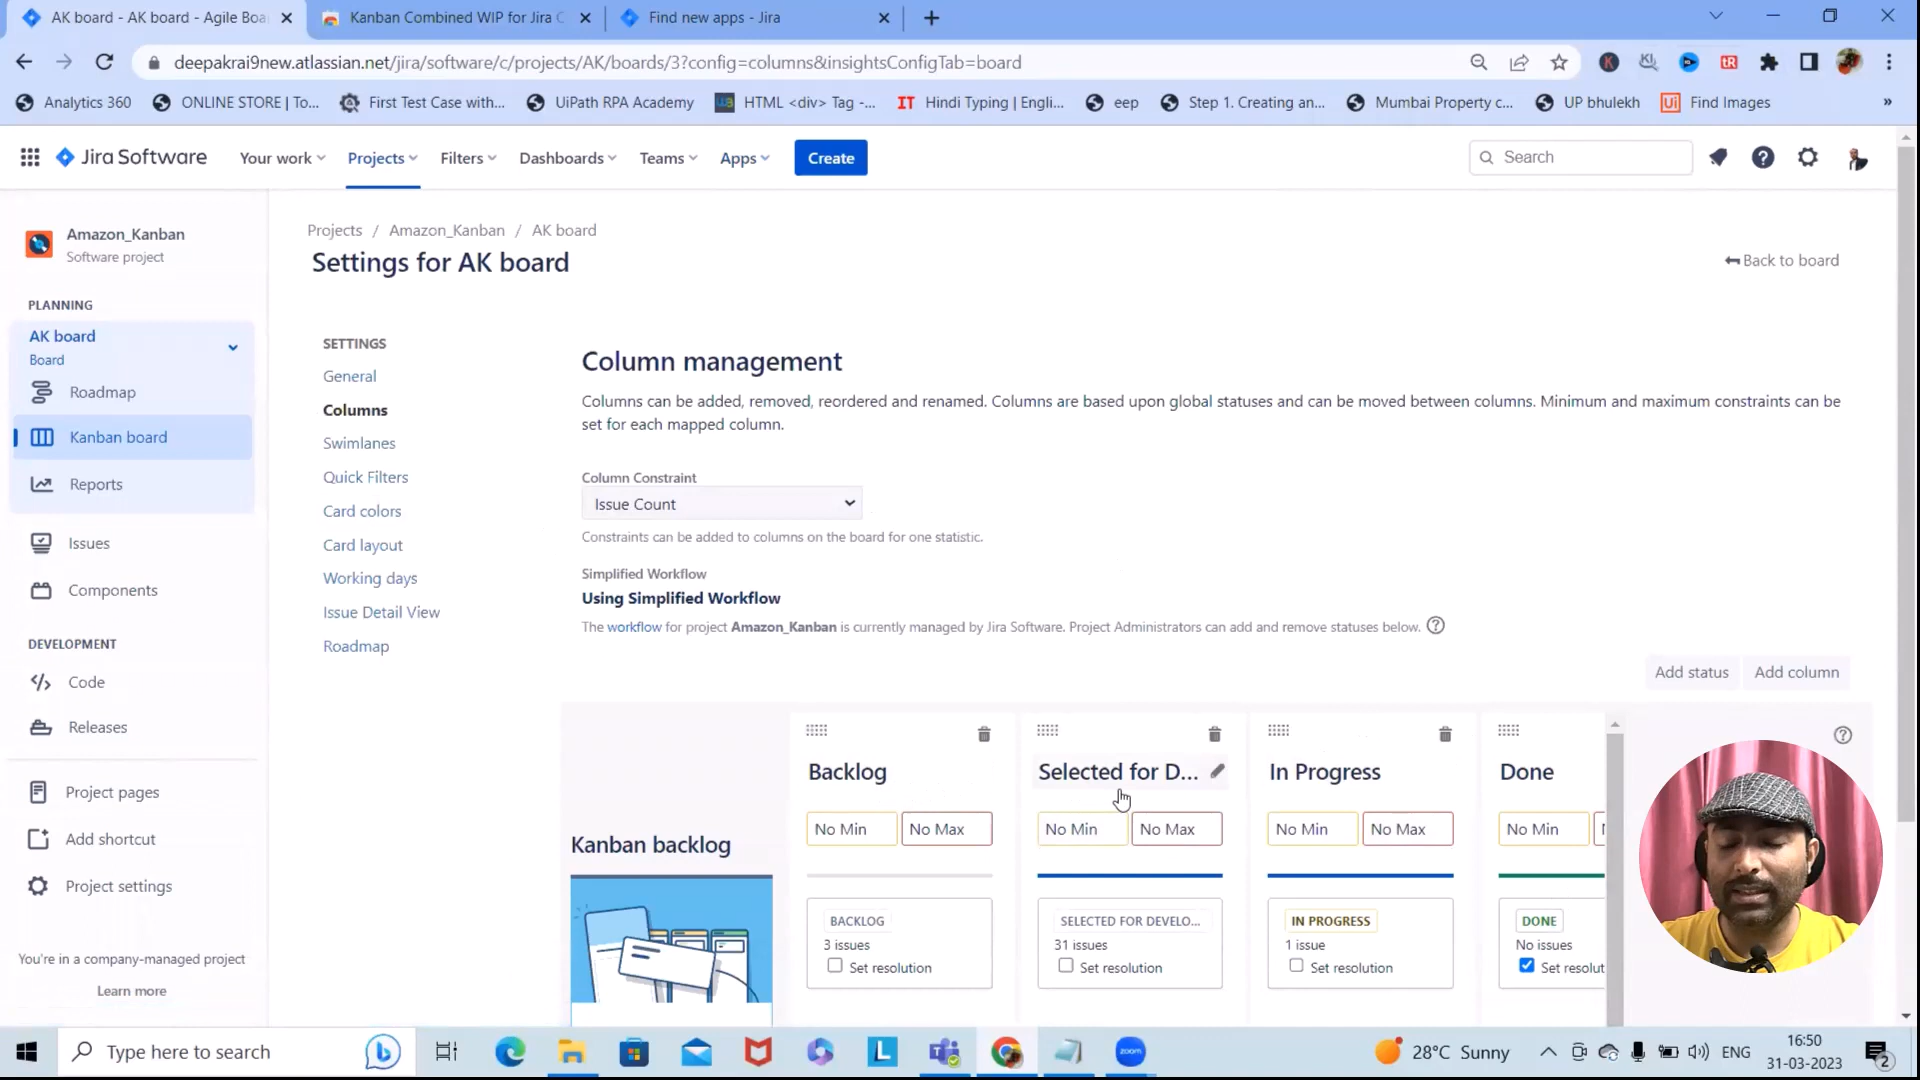 AK board - AK board - Agile Boa
Kanban Combined WIP for Jira C
Find new apps - Jira
deepakrai9new.atlassian.net/jira/software/c/projects/AK/boards/3?config=columns&insightsConfigTab=board
Analytics 360
ONLINE STORE | To...
First Test Case with...
UiPath RPA Academy
HTML <div> Tag -...
IT Hindi Typing | Engli...
eep
Step 1. Creating an...
Mumbai Property c...
UP bhulekh
Find Images
Jira Software
Your work
Projects
Filters
Dashboards
Teams
Apps
Create
Search
Amazon_Kanban
Software project
PLANNING
AK board
Board
Roadmap
Kanban board
Reports
Issues
Components
DEVELOPMENT
Code
Releases
Project pages
Add shortcut
Project settings
You're in a company-managed project
Learn more
Projects / Amazon_Kanban / AK board
Settings for AK board
Back to board
SETTINGS
General
Columns
Swimlanes
Quick Filters
Card colors
Card layout
Working days
Issue Detail View
Roadmap
Column management
Columns can be added, removed, reordered and renamed. Columns are based upon global statuses and can be moved between columns. Minimum and maximum constraints can be
set for each mapped column.
Column Constraint
Issue Count
Constraints can be added to columns on the board for one statistic.
Simplified Workflow
Using Simplified Workflow
The workflow for project Amazon_Kanban is currently managed by Jira Software. Project Administrators can add and remove statuses below.
Add status
Add column
Kanban backlog
Backlog
No Min
No Max
BACKLOG
3 issues
Set resolution
Selected for D...
No Min
No Max
SELECTED FOR DEVELO...
31 issues
Set resolution
In Progress
No Min
No Max
IN PROGRESS
1 issue
Set resolution
Done
No Min
DONE
No issues
Set resolut
Type here to search
zoom
28°C Sunny
ENG
16:50
31-03-2023
2